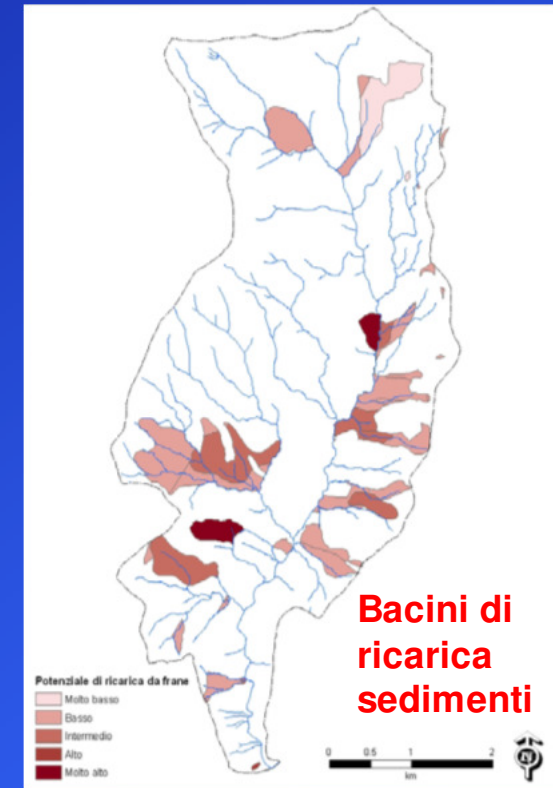 Bacini di
ricarica
sedimenti
Potenziale di ricarica da frane
Molto basso
Basso
Intermedio
Alto
Molto alto
0 0.5 1 2
km
N